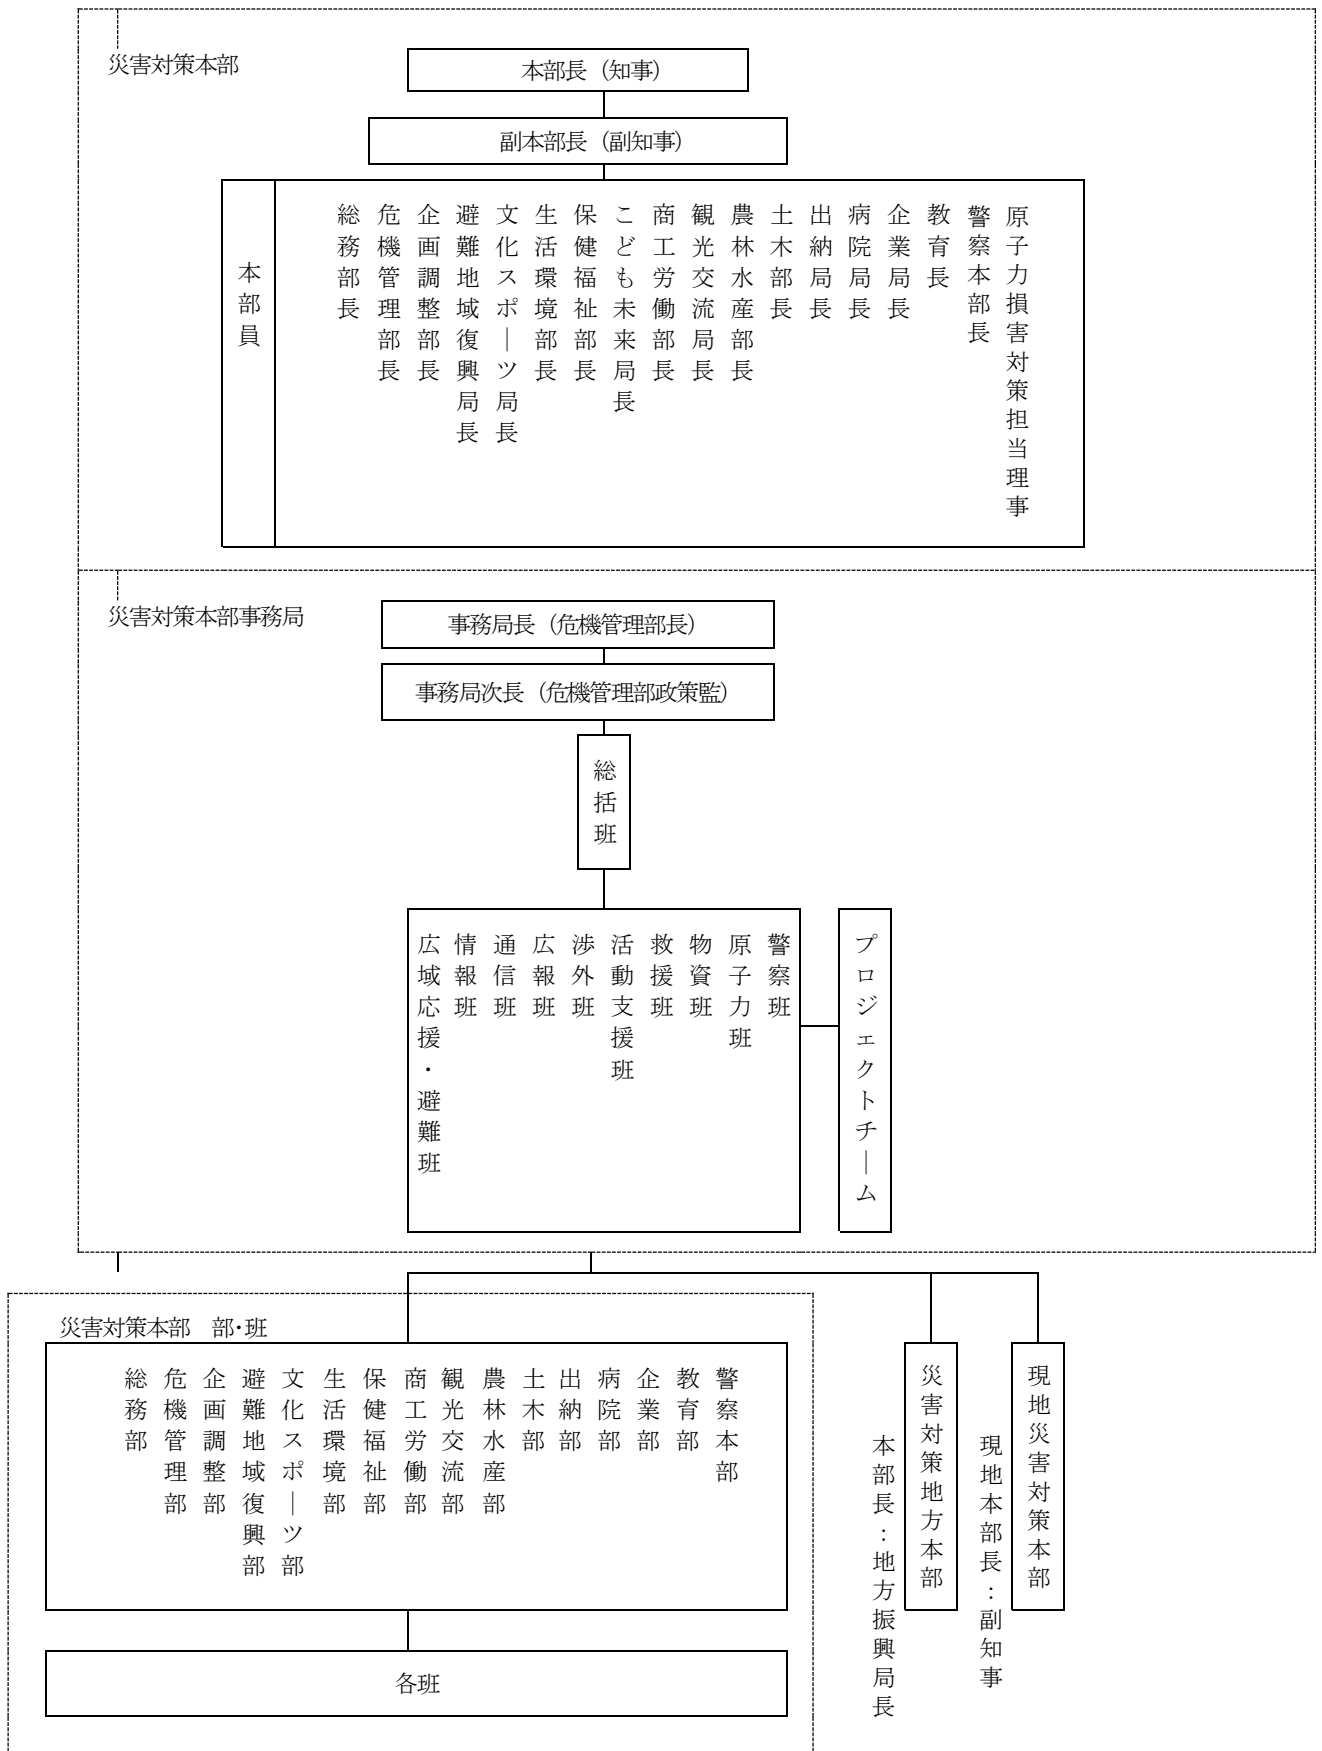 災害対策本部
本部長（知事）
副本部長（副知事）
本部員
総務部長
危機管理部長
企画調整部長
避難地域復興局長
文化スポーツ局長
生活環境部長
保健福祉部長
こども未来局長
商工労働部長
観光交流局長
農林水産部長
土木部長
出納局長
病院局長
企業局長
教育長
警察本部長
原子力損害対策担当理事
災害対策本部事務局
事務局長（危機管理部長）
事務局次長（危機管理部政策監）
総括班
広域応援・避難班
情報班
通信班
広報班
渉外班
活動支援班
救援班
物資班
原子力班
警察班
プロジェクトチーム
災害対策本部　部・班
総務部
危機管理部
企画調整部
避難地域復興部
文化スポーツ部
生活環境部
保健福祉部
商工労働部
観光交流部
農林水産部
土木部
出納部
病院部
企業部
教育部
警察本部
各班
災害対策地方本部
本部長：地方振興局長
現地災害対策本部
現地本部長：副知事